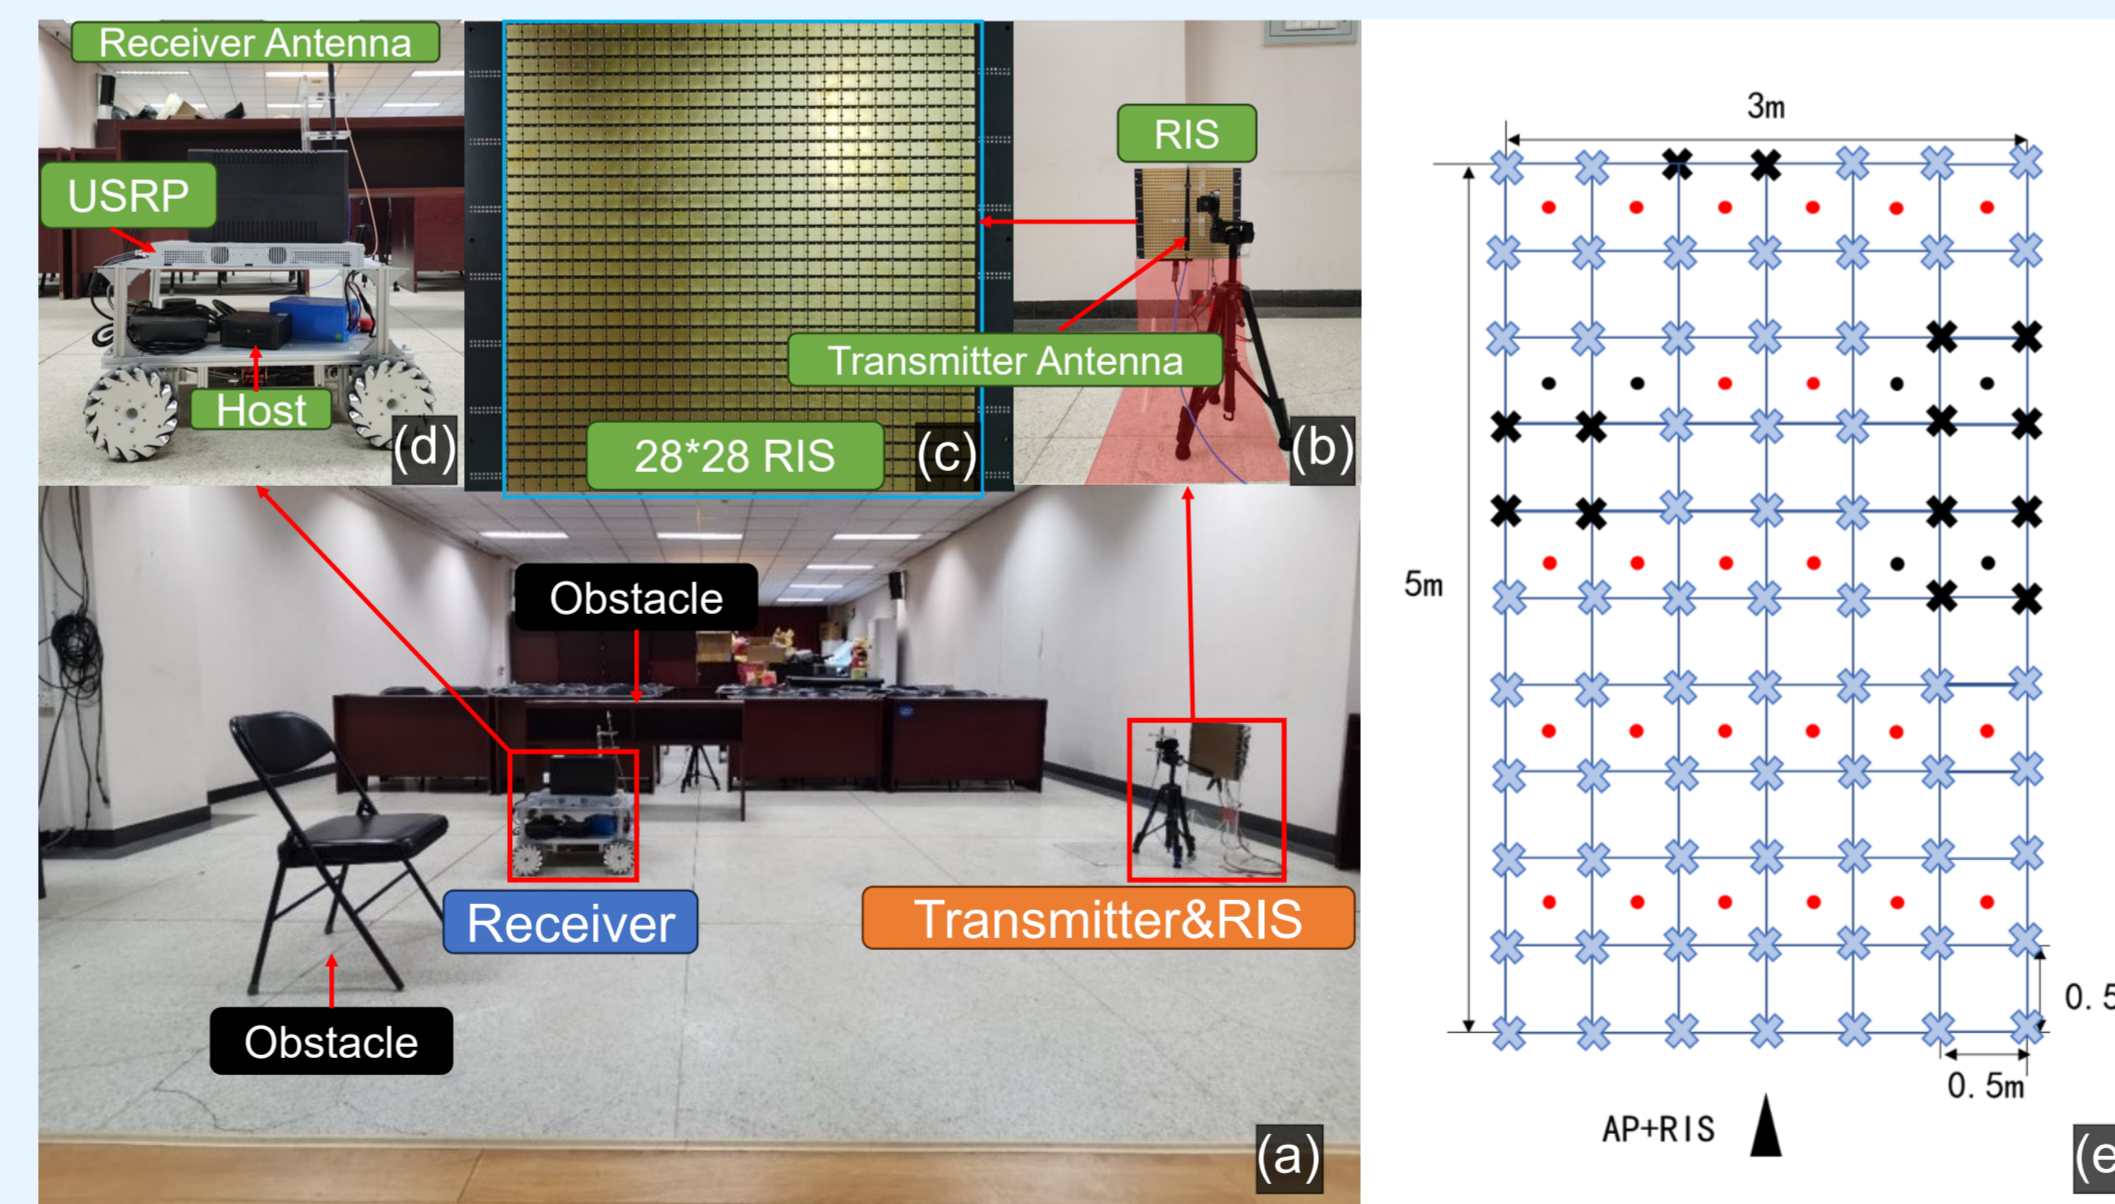 Receiver Antenna
USRP
Host
(d)
28*28 RIS
(c)
RIS
Transmitter Antenna
(b)
Obstacle
Receiver
Transmitter&RIS
Obstacle
(a)
3m
5m
0.5
0.5m
AP+RIS
(e